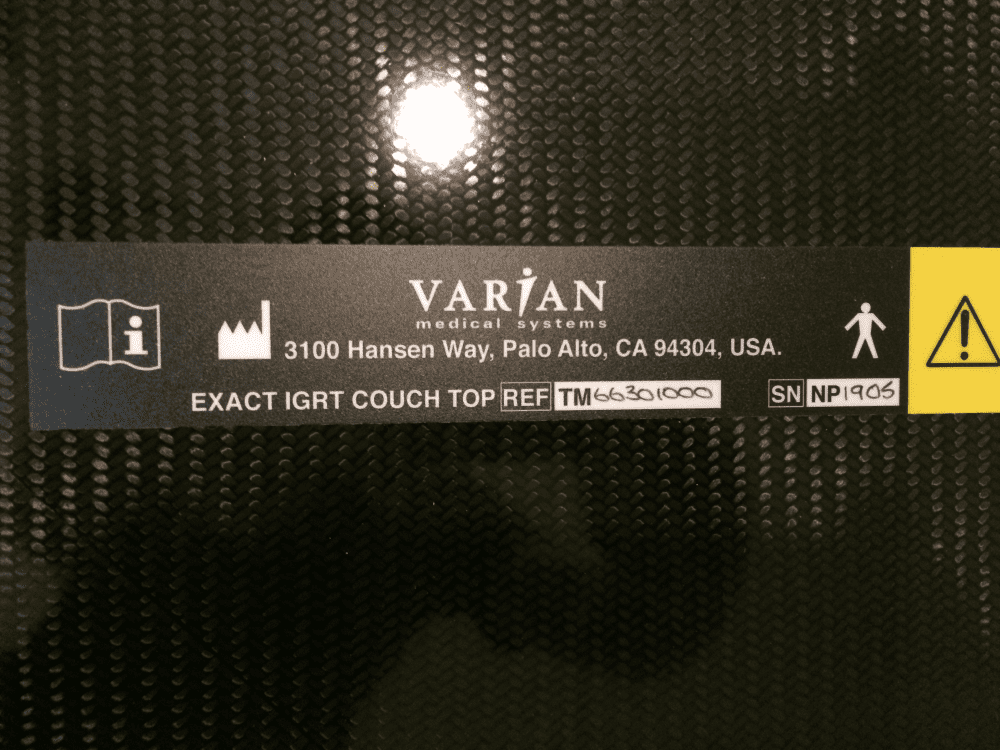 VARIAN
medical systems
3100 Hansen Way, Palo Alto, CA 94304, USA.
EXACT IGRT COUCH TOP REF TM66301000 SN NP1905